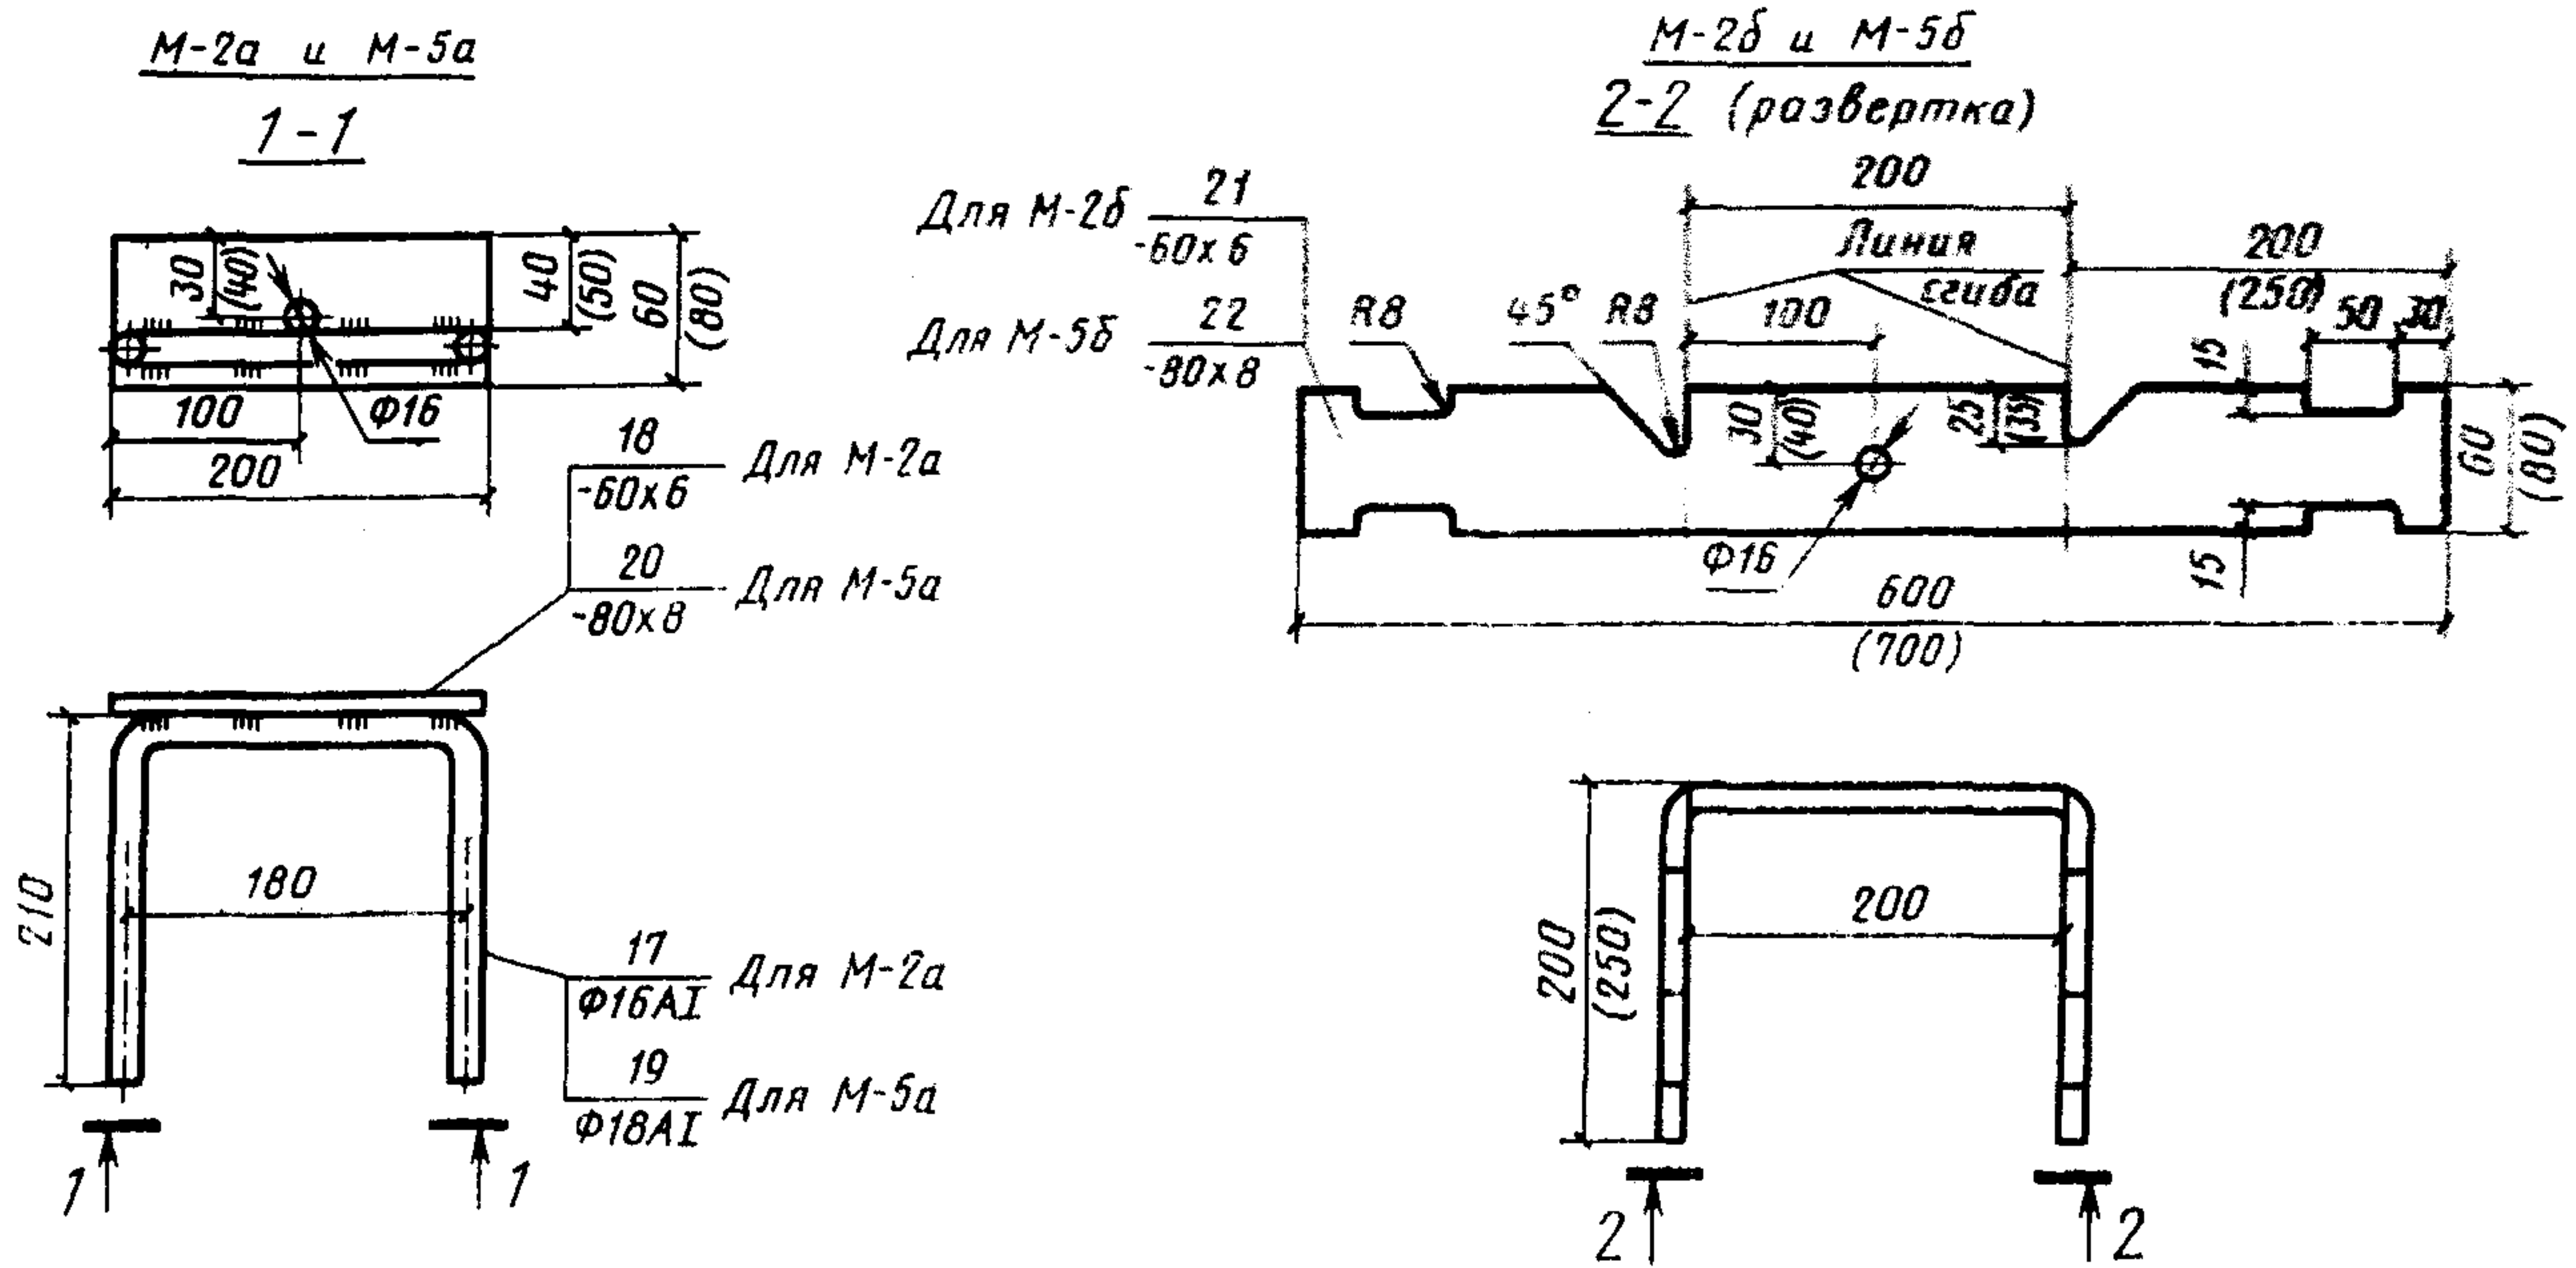 М-2а и М-5а
1-1
30
(40)
40
(50)
60
(80)
100
Ф16
200
18
-60х6
Для М-2а
20
-80х8
Для М-5а
210
180
17
Ф16АI
Для М-2а
19
Ф18АI
Для М-5а
1
1
М-2б и М-5б
2-2 (развертка)
Для М-2б
21
-60х6
Для М-5б
22
-80х8
200
Линия
сгиба
200
(250)
R8
45°
R8
100
50
30
15
30
(40)
25
(35)
60
(80)
15
Ф16
600
(700)
200
(250)
200
2
2